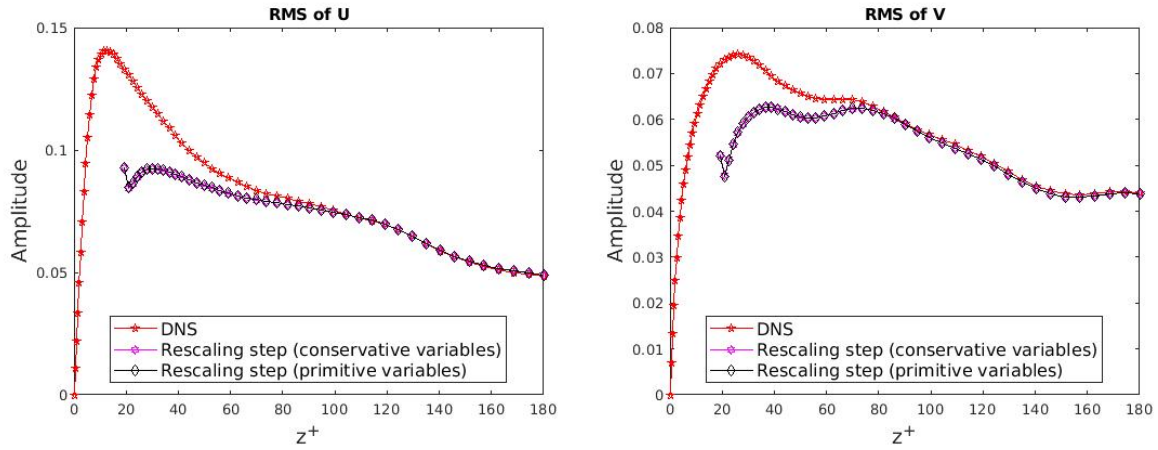 RMS of U
0.15
0.1
0.05
0
Amplitude
DNS
Rescaling step (conservative variables)
Rescaling step (primitive variables)
0 20 40 60 80 100 120 140 160 180
z+
RMS of V
0.08
0.07
0.06
0.05
0.04
0.03
0.02
0.01
0
Amplitude
DNS
Rescaling step (conservative variables)
Rescaling step (primitive variables)
0 20 40 60 80 100 120 140 160 180
z+